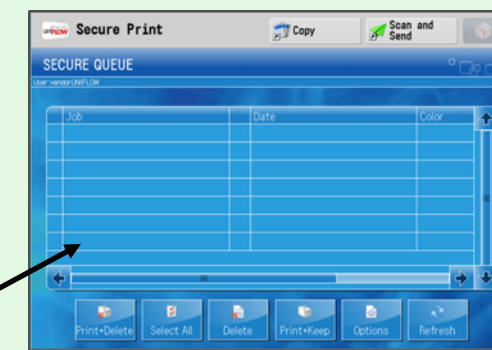 UNIFLOW Secure Print Copy Scan and Send
SECURE QUEUE
User vendor\UNIFLOW
Job Date Color
Print+Delete Select All Delete Print+Keep Options Refresh